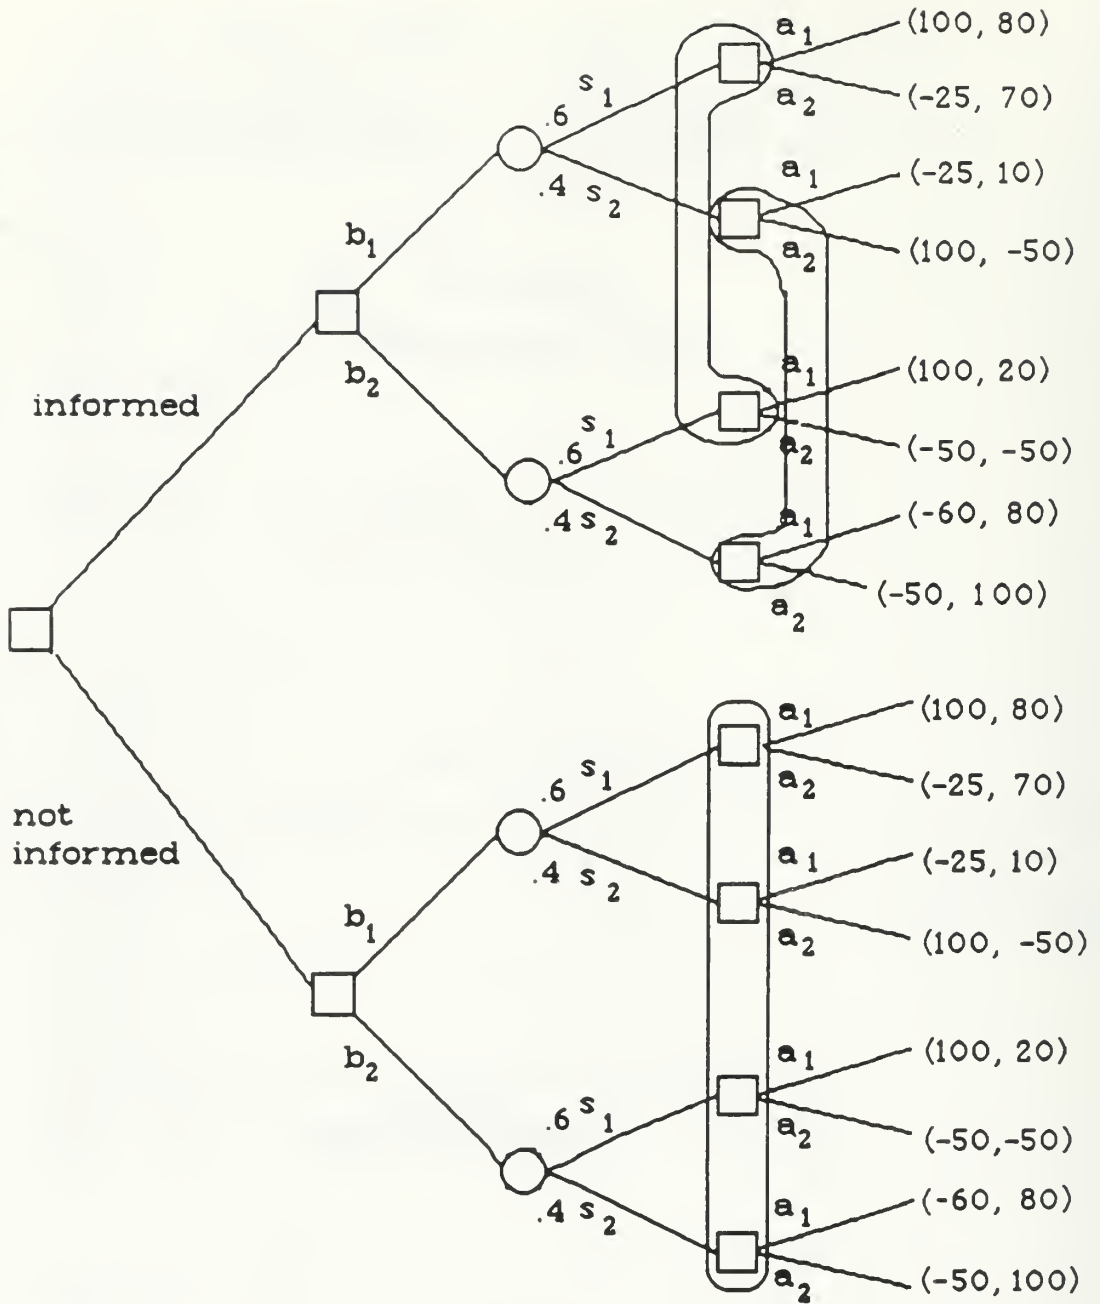 a1 (100, 80)
s1
.6
a2 (-25, 70)
a1 (-25, 10)
.4 s2
b1
a2 (100, -50)
a1 (100, 20)
b2
informed
s1
.6
a2 (-50, -50)
a1 (-60, 80)
.4 s2
(-50, 100)
a2
a1 (100, 80)
s1
.6
a2 (-25, 70)
not
informed
a1 (-25, 10)
.4 s2
b1
a2 (100, -50)
a1 (100, 20)
b2
.6 s1
a2 (-50,-50)
a1 (-60, 80)
.4 s2
a2 (-50, 100)